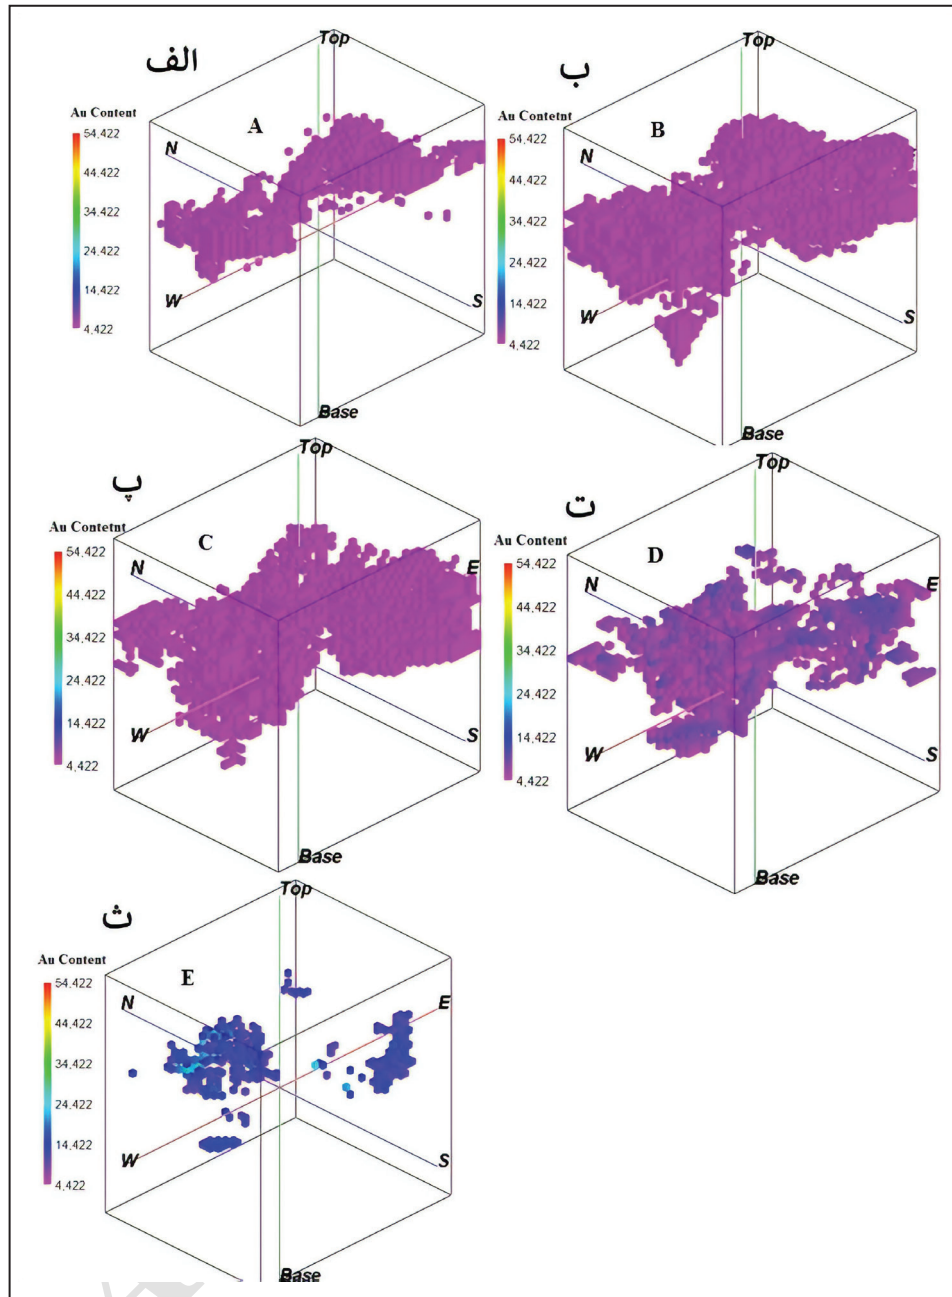 الف
Au Content
A
Top
54,422
44,422
34,422
24,422
14,422
4,422
N
W
S
Base
ب
Au Contetnt
B
Top
54,422
44,422
34,422
24,422
14,422
4,422
N
W
S
Base
پ
Au Contetnt
C
Top
54,422
44,422
34,422
24,422
14,422
4,422
N
E
W
S
Base
ت
Au Contetnt
D
Top
54,422
44,422
34,422
24,422
14,422
4,422
N
E
W
S
Base
ث
Au Content
E
Top
54,422
44,422
34,422
24,422
14,422
4,422
N
E
W
S
Base